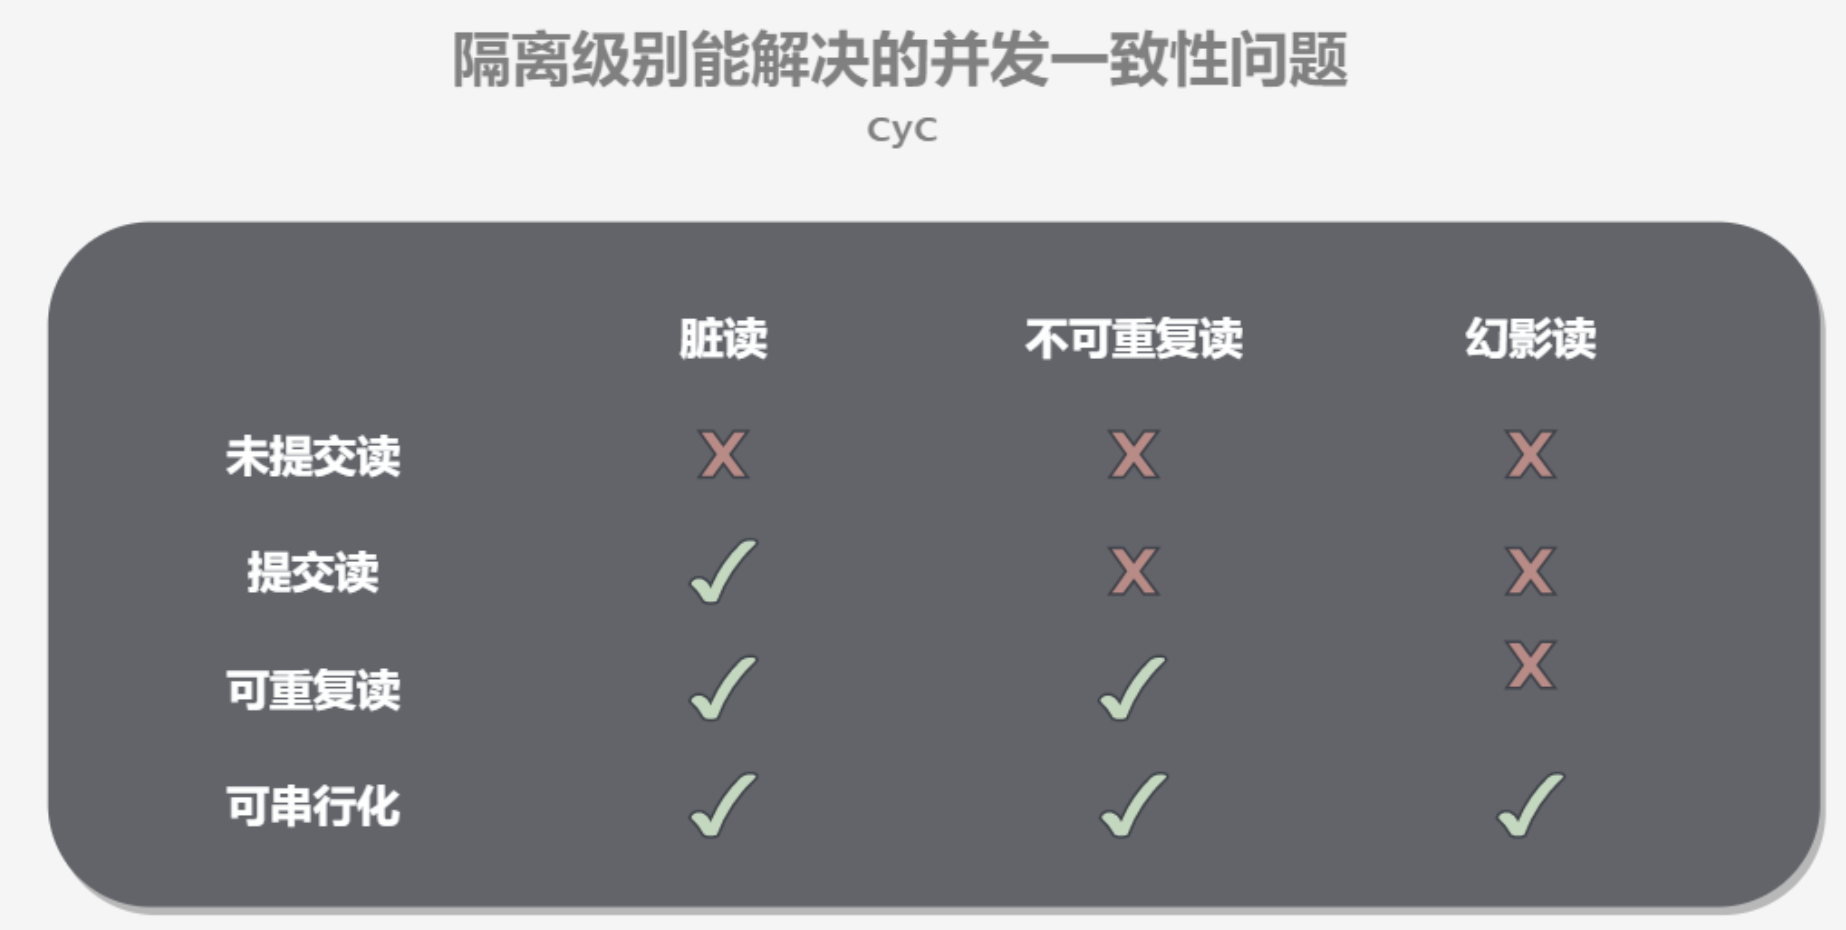 隔离级别能解决的并发一致性问题
CyC
脏读 不可重复读 幻影读
未提交读 X X X
提交读 ✓ X X
可重复读 ✓ ✓ X
可串行化 ✓ ✓ ✓